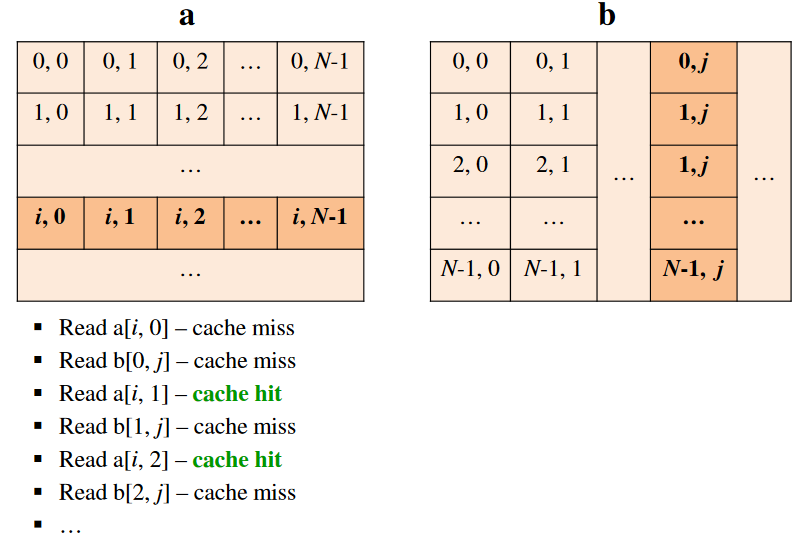 a
0, 0 0, 1 0, 2 … 0, N-1
1, 0 1, 1 1, 2 … 1, N-1
…
i, 0 i, 1 i, 2 … i, N-1
…
b
0, 0 0, 1 0, j
1, 0 1, 1 1, j
2, 0 2, 1 … 1, j …
… … …
N-1, 0 N-1, 1 N-1, j
▪ Read a[i, 0] – cache miss
▪ Read b[0, j] – cache miss
▪ Read a[i, 1] – cache hit
▪ Read b[1, j] – cache miss
▪ Read a[i, 2] – cache hit
▪ Read b[2, j] – cache miss
▪ …